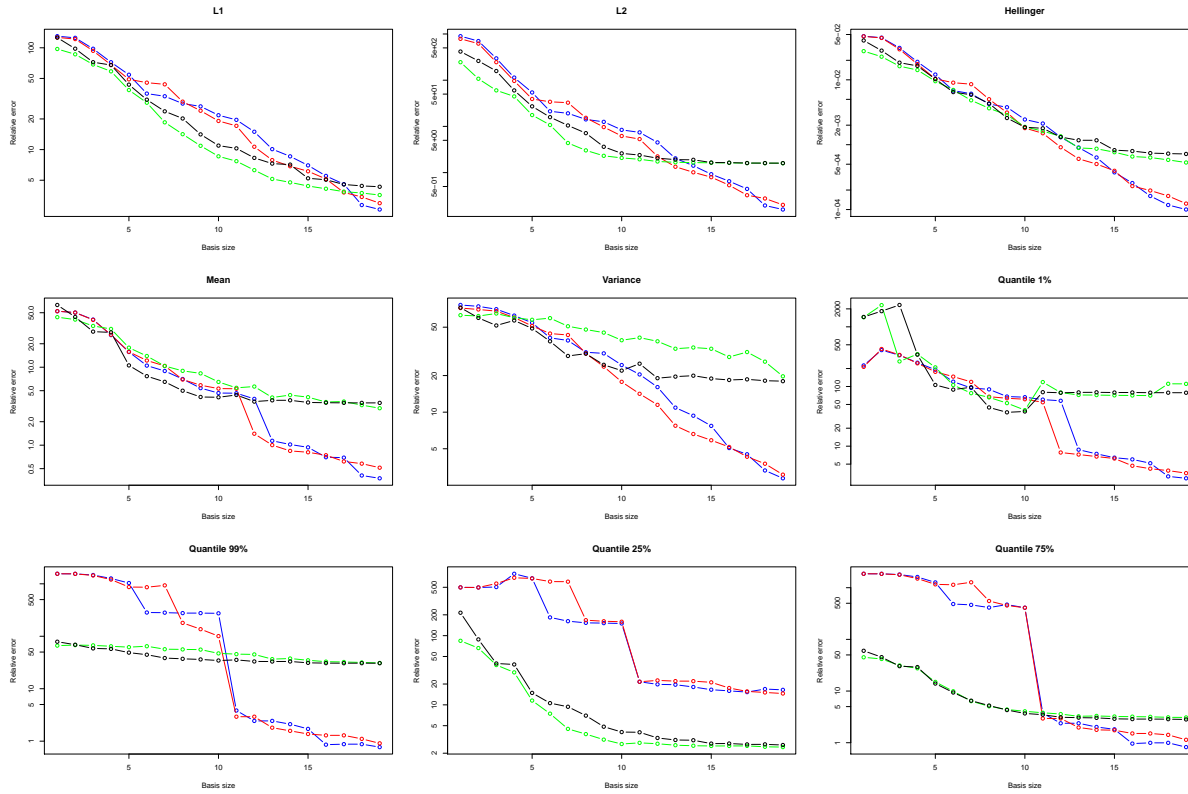 L1
Relative error
100
50
20
10
5
5
10
15
Basis size
L2
Relative error
5e+02
5e+01
5e+00
5e−01
5
10
15
Basis size
Hellinger
Relative error
5e−02
1e−02
2e−03
5e−04
1e−04
5
10
15
Basis size
Mean
Relative error
50.0
10.0
5.0
1.0
0.5
5
10
15
Basis size
Variance
Relative error
50
20
10
5
5
10
15
Basis size
Quantile 1%
Relative error
2000
500
100
50
20
10
5
5
10
15
Basis size
Quantile 99%
Relative error
500
50
10
5
1
5
10
15
Basis size
Quantile 25%
Relative error
500
200
100
50
20
10
5
2
5
10
15
Basis size
Quantile 75%
Relative error
500
50
10
5
1
5
10
15
Basis size